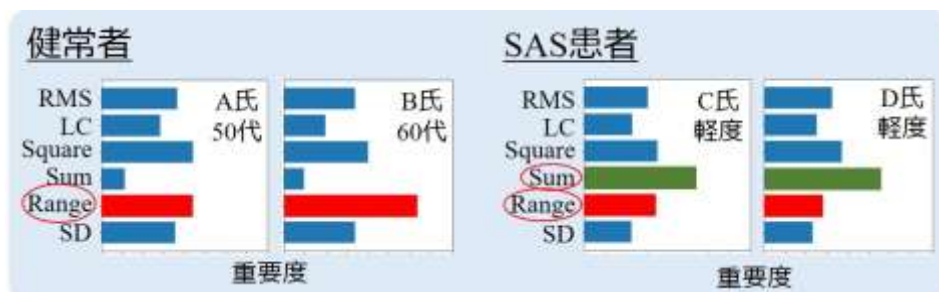 健常者
RMS
LC
Square
Sum
Range
SD
A氏
50代
B氏
60代
重要度
SAS患者
RMS
LC
Square
Sum
Range
SD
C氏
軽度
D氏
軽度
重要度